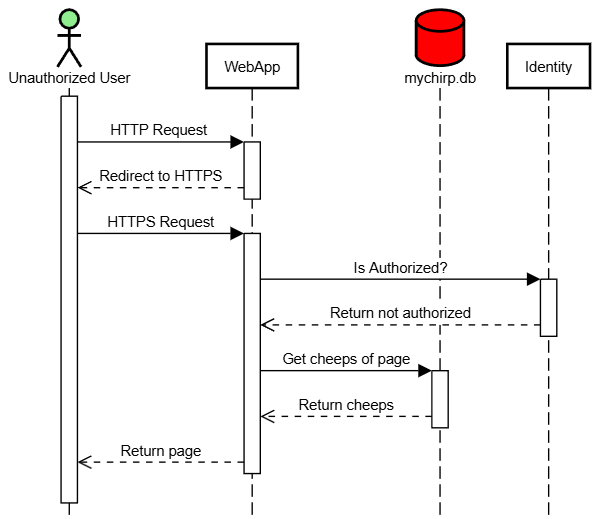 Unauthorized User
WebApp
mychirp.db
Identity
HTTP Request
Redirect to HTTPS
HTTPS Request
Is Authorized?
Return not authorized
Get cheeps of page
Return cheeps
Return page